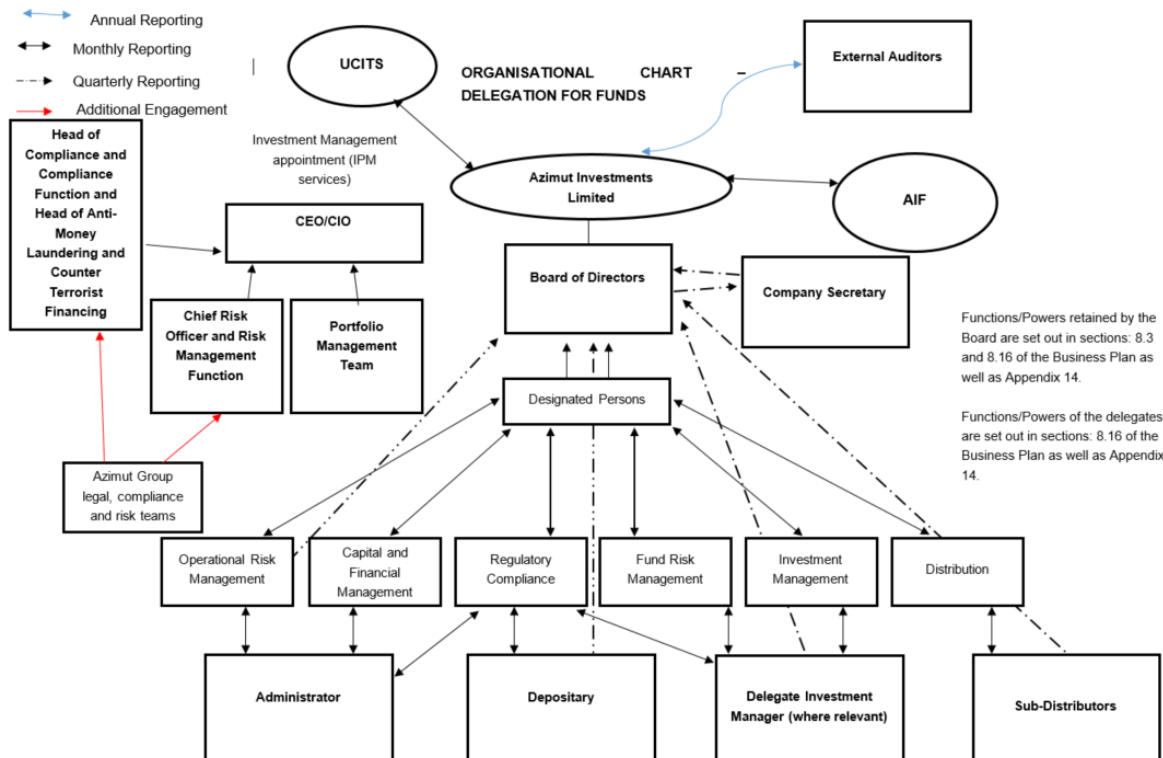 Annual Reporting
Monthly Reporting
Quarterly Reporting
Additional Engagement
UCITS
ORGANISATIONAL CHART –
DELEGATION FOR FUNDS
External Auditors
Head of
Compliance and
Compliance
Function and
Head of Anti-
Money
Laundering and
Counter
Terrorist
Financing
Investment Management
appointment (IPM
services)
Azimut Investments
Limited
AIF
CEO/CIO
Board of Directors
Company Secretary
Chief Risk
Officer and Risk
Management
Function
Portfolio
Management
Team
Functions/Powers retained by the
Board are set out in sections: 8.3
and 8.16 of the Business Plan as
well as Appendix 14.
Designated Persons
Functions/Powers of the delegates
are set out in sections: 8.16 of the
Business Plan as well as Appendix
14.
Azimut Group
legal, compliance
and risk teams
Operational Risk
Management
Capital and
Financial
Management
Regulatory
Compliance
Fund Risk
Management
Investment
Management
Distribution
Administrator
Depositary
Delegate Investment
Manager (where relevant)
Sub-Distributors